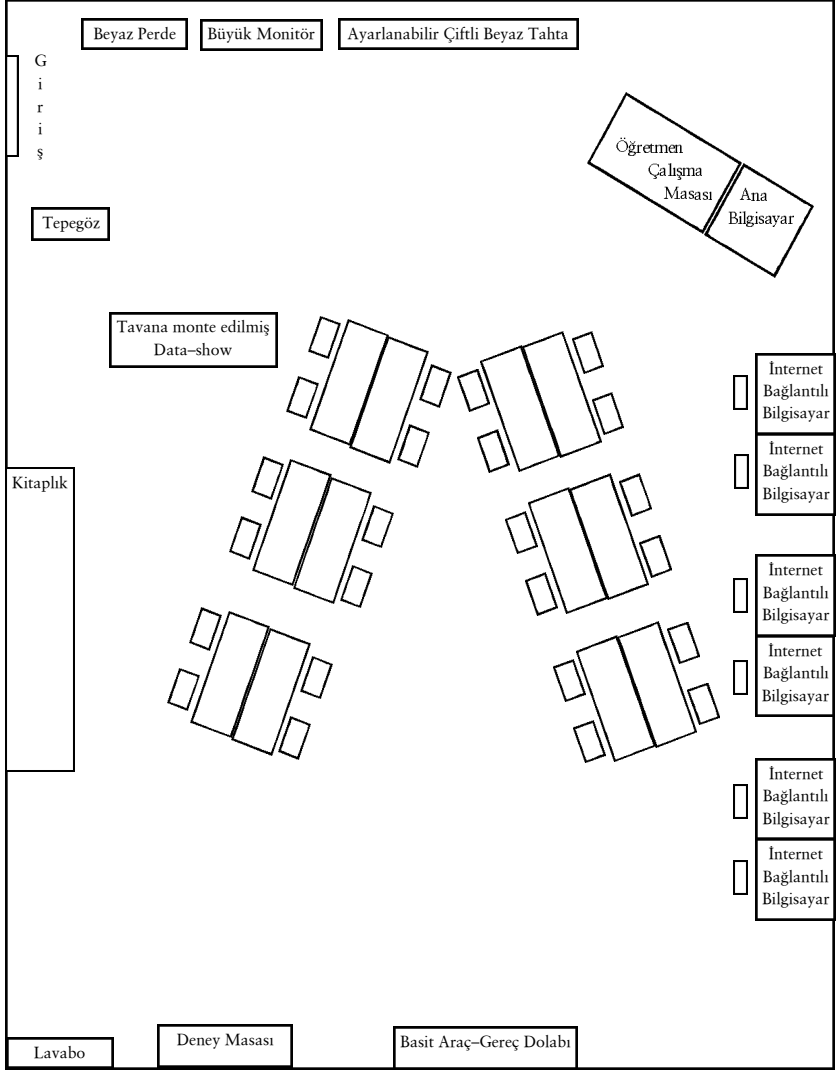 Beyaz Perde
Büyük Monitör
Ayarlanabilir Çiftli Beyaz Tahta
G
i
r
i
ş
Öğretmen
Çalışma
Masası
Ana
Bilgisayar
Tepegöz
Tavana monte edilmiş
Data–show
İnternet
Bağlantılı
Bilgisayar
İnternet
Bağlantılı
Bilgisayar
Kitaplık
İnternet
Bağlantılı
Bilgisayar
İnternet
Bağlantılı
Bilgisayar
İnternet
Bağlantılı
Bilgisayar
İnternet
Bağlantılı
Bilgisayar
Lavabo
Deney Masası
Basit Araç–Gereç Dolabı